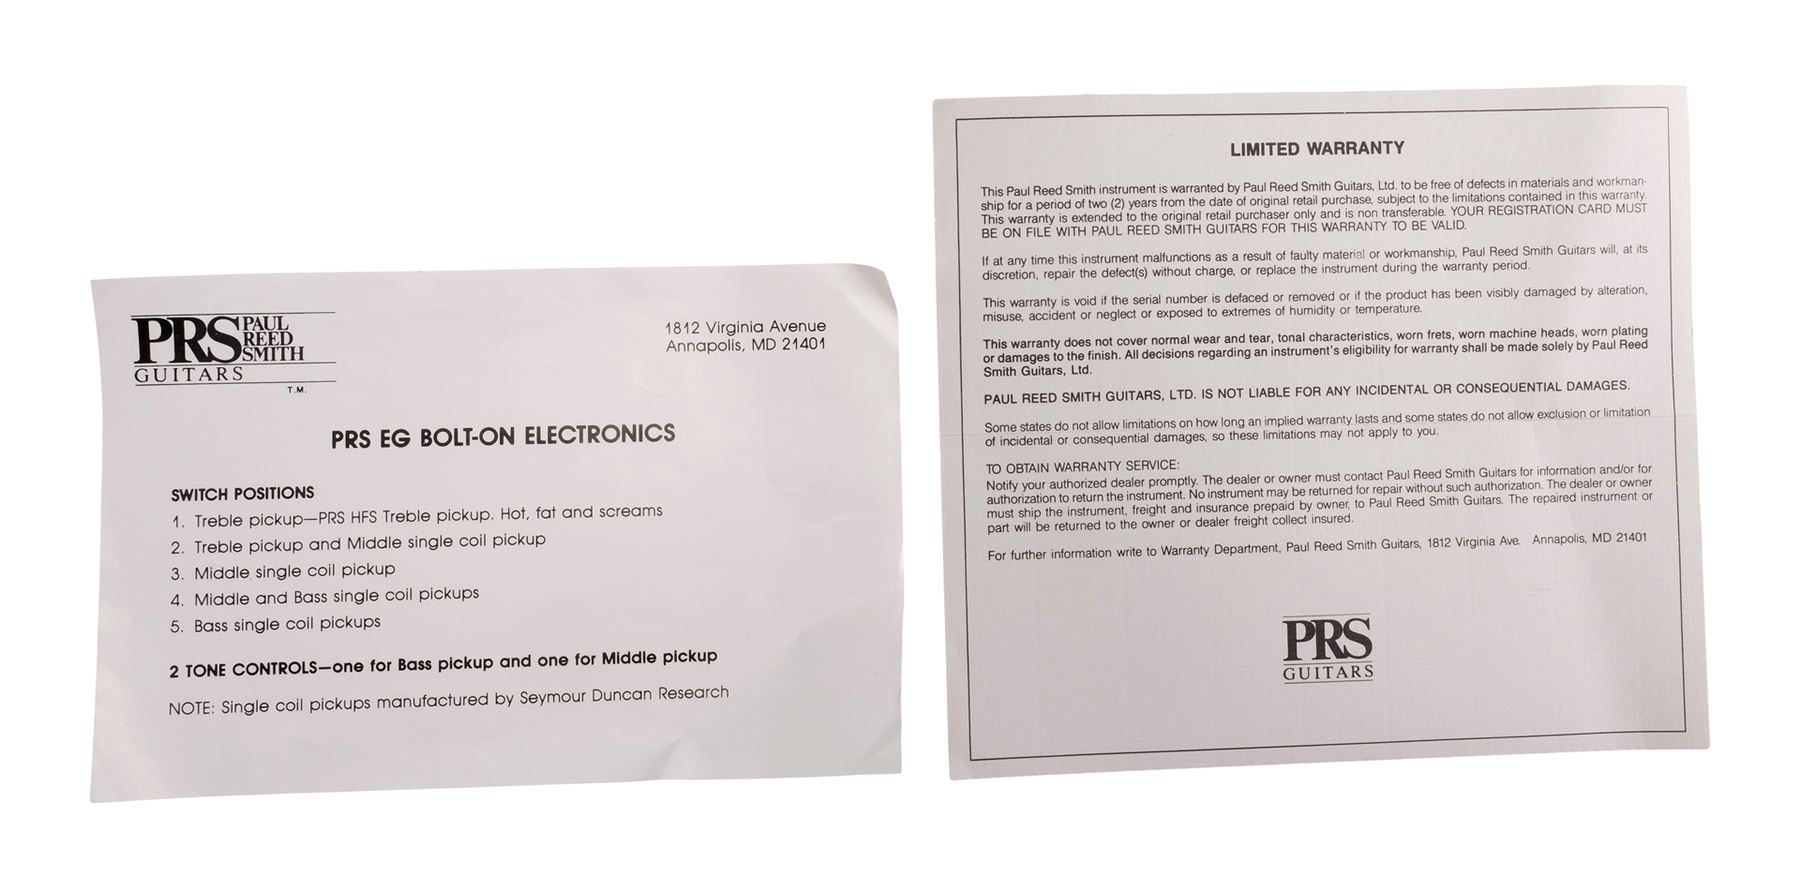 PRS PAUL
REED
SMITH
GUITARS
T.M.
1812 Virginia Avenue
Annapolis, MD 21401
PRS EG BOLT-ON ELECTRONICS
SWITCH POSITIONS
1. Treble pickup—PRS HFS Treble pickup. Hot, fat and screams
2. Treble pickup and Middle single coil pickup
3. Middle single coil pickup
4. Middle and Bass single coil pickups
5. Bass single coil pickups
2 TONE CONTROLS—one for Bass pickup and one for Middle pickup
NOTE: Single coil pickups manufactured by Seymour Duncan Research
LIMITED WARRANTY
This Paul Reed Smith instrument is warranted by Paul Reed Smith Guitars, Ltd. to be free of defects in materials and workman-
ship for a period of two (2) years from the date of original retail purchase, subject to the limitations contained in this warranty.
This warranty is extended to the original retail purchaser only and is non transferable. YOUR REGISTRATION CARD MUST
BE ON FILE WITH PAUL REED SMITH GUITARS FOR THIS WARRANTY TO BE VALID.
If at any time this instrument malfunctions as a result of faulty material or workmanship, Paul Reed Smith Guitars will, at its
discretion, repair the defect(s) without charge, or replace the instrument during the warranty period.
This warranty is void if the serial number is defaced or removed or if the product has been visibly damaged by alteration,
misuse, accident or neglect or exposed to extremes of humidity or temperature.
This warranty does not cover normal wear and tear, tonal characteristics, worn frets, worn machine heads, worn plating
or damages to the finish. All decisions regarding an instrument's eligibility for warranty shall be made solely by Paul Reed
Smith Guitars, Ltd.
PAUL REED SMITH GUITARS, LTD. IS NOT LIABLE FOR ANY INCIDENTAL OR CONSEQUENTIAL DAMAGES.
Some states do not allow limitations on how long an implied warranty lasts and some states do not allow exclusion or limitation
of incidental or consequential damages, so these limitations may not apply to you.
TO OBTAIN WARRANTY SERVICE:
Notify your authorized dealer promptly. The dealer or owner must contact Paul Reed Smith Guitars for information and/or for
authorization to return the instrument. No instrument may be returned for repair without such authorization. The dealer or owner
must ship the instrument, freight and insurance prepaid by owner, to Paul Reed Smith Guitars. The repaired instrument or
part will be returned to the owner or dealer freight collect insured.
For further information write to Warranty Department, Paul Reed Smith Guitars, 1812 Virginia Ave. Annapolis, MD 21401
PRS
GUITARS